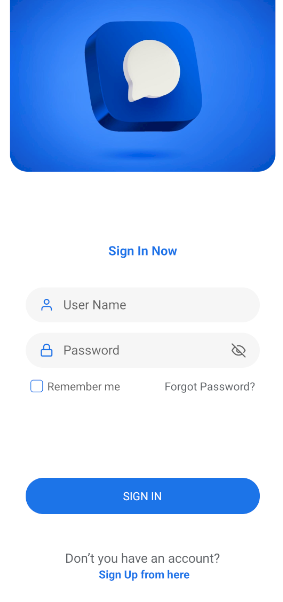 Sign In Now
User Name
Password
Remember me Forgot Password?
SIGN IN
Don’t you have an account?
Sign Up from here